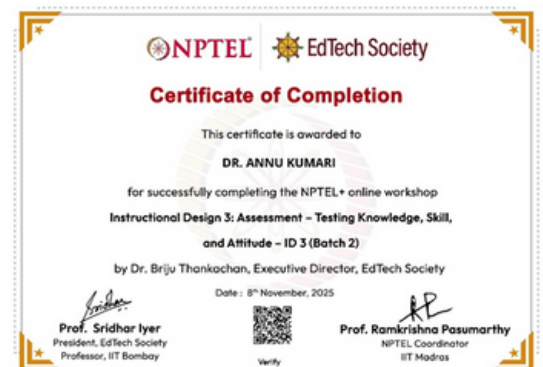 NPTEL EdTech Society
Certificate of Completion
This certificate is awarded to
DR. ANNU KUMARI
for successfully completing the NPTEL+ online workshop
Instructional Design 3: Assessment – Testing Knowledge, Skill,
and Attitude – ID 3 (Batch 2)
by Dr. Briju Thankachan, Executive Director, EdTech Society
Date : 8th November, 2025
Prof. Sridhar Iyer
President, EdTech Society
Professor, IIT Bombay
Verify
Prof. Ramkrishna Pasumarthy
NPTEL Coordinator
IIT Madras